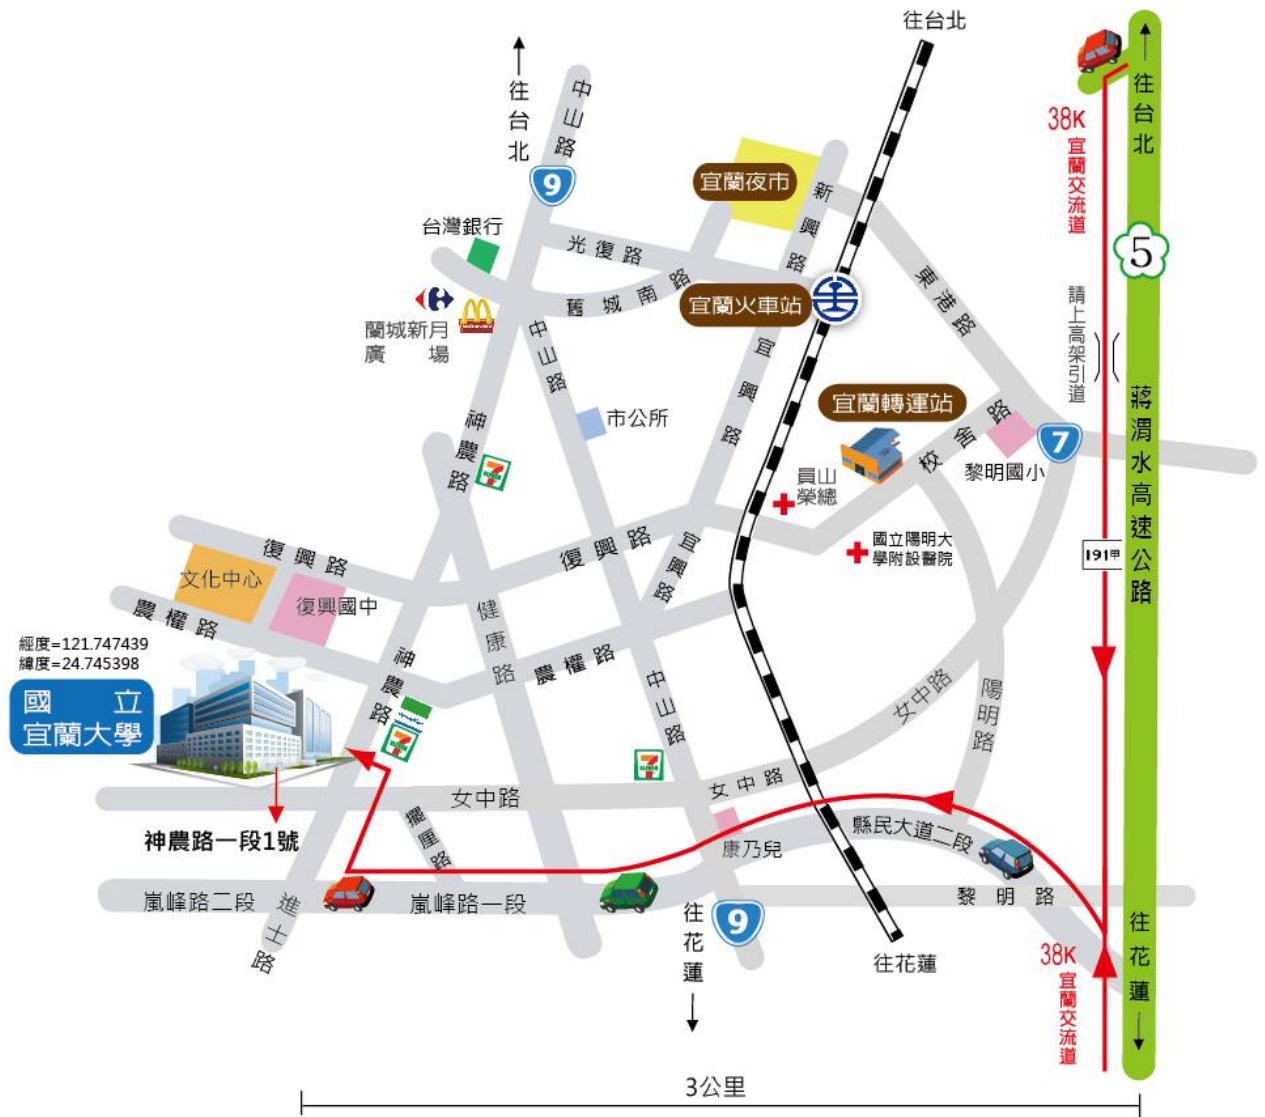 往台北
往台北
中山路
9
往台北
38K
宜蘭交流道
宜蘭夜市
新興路
台灣銀行
光復路
舊城南路
宜蘭火車站
東港路
5
請上高架引道
蘭城新月
廣場
中山路
宜興路
宜蘭轉運站
市公所
神農路
校舍路
7
黎明國小
蔣渭水高速公路
員山
榮總
國立陽明大
學附設醫院
191甲
復興路
復興路
宜興路
文化中心
復興國中
農權路
健康路
農權路
經度=121.747439
緯度=24.745398
國立
宜蘭大學
神農路
中山路
女中路
陽明路
女中路
女中路
神農路一段1號
擺厘路
康乃兒
縣民大道二段
嵐峰路二段
進士路
嵐峰路一段
黎明路
往花蓮
9
往花蓮
38K
宜蘭交流道
往花蓮
3公里